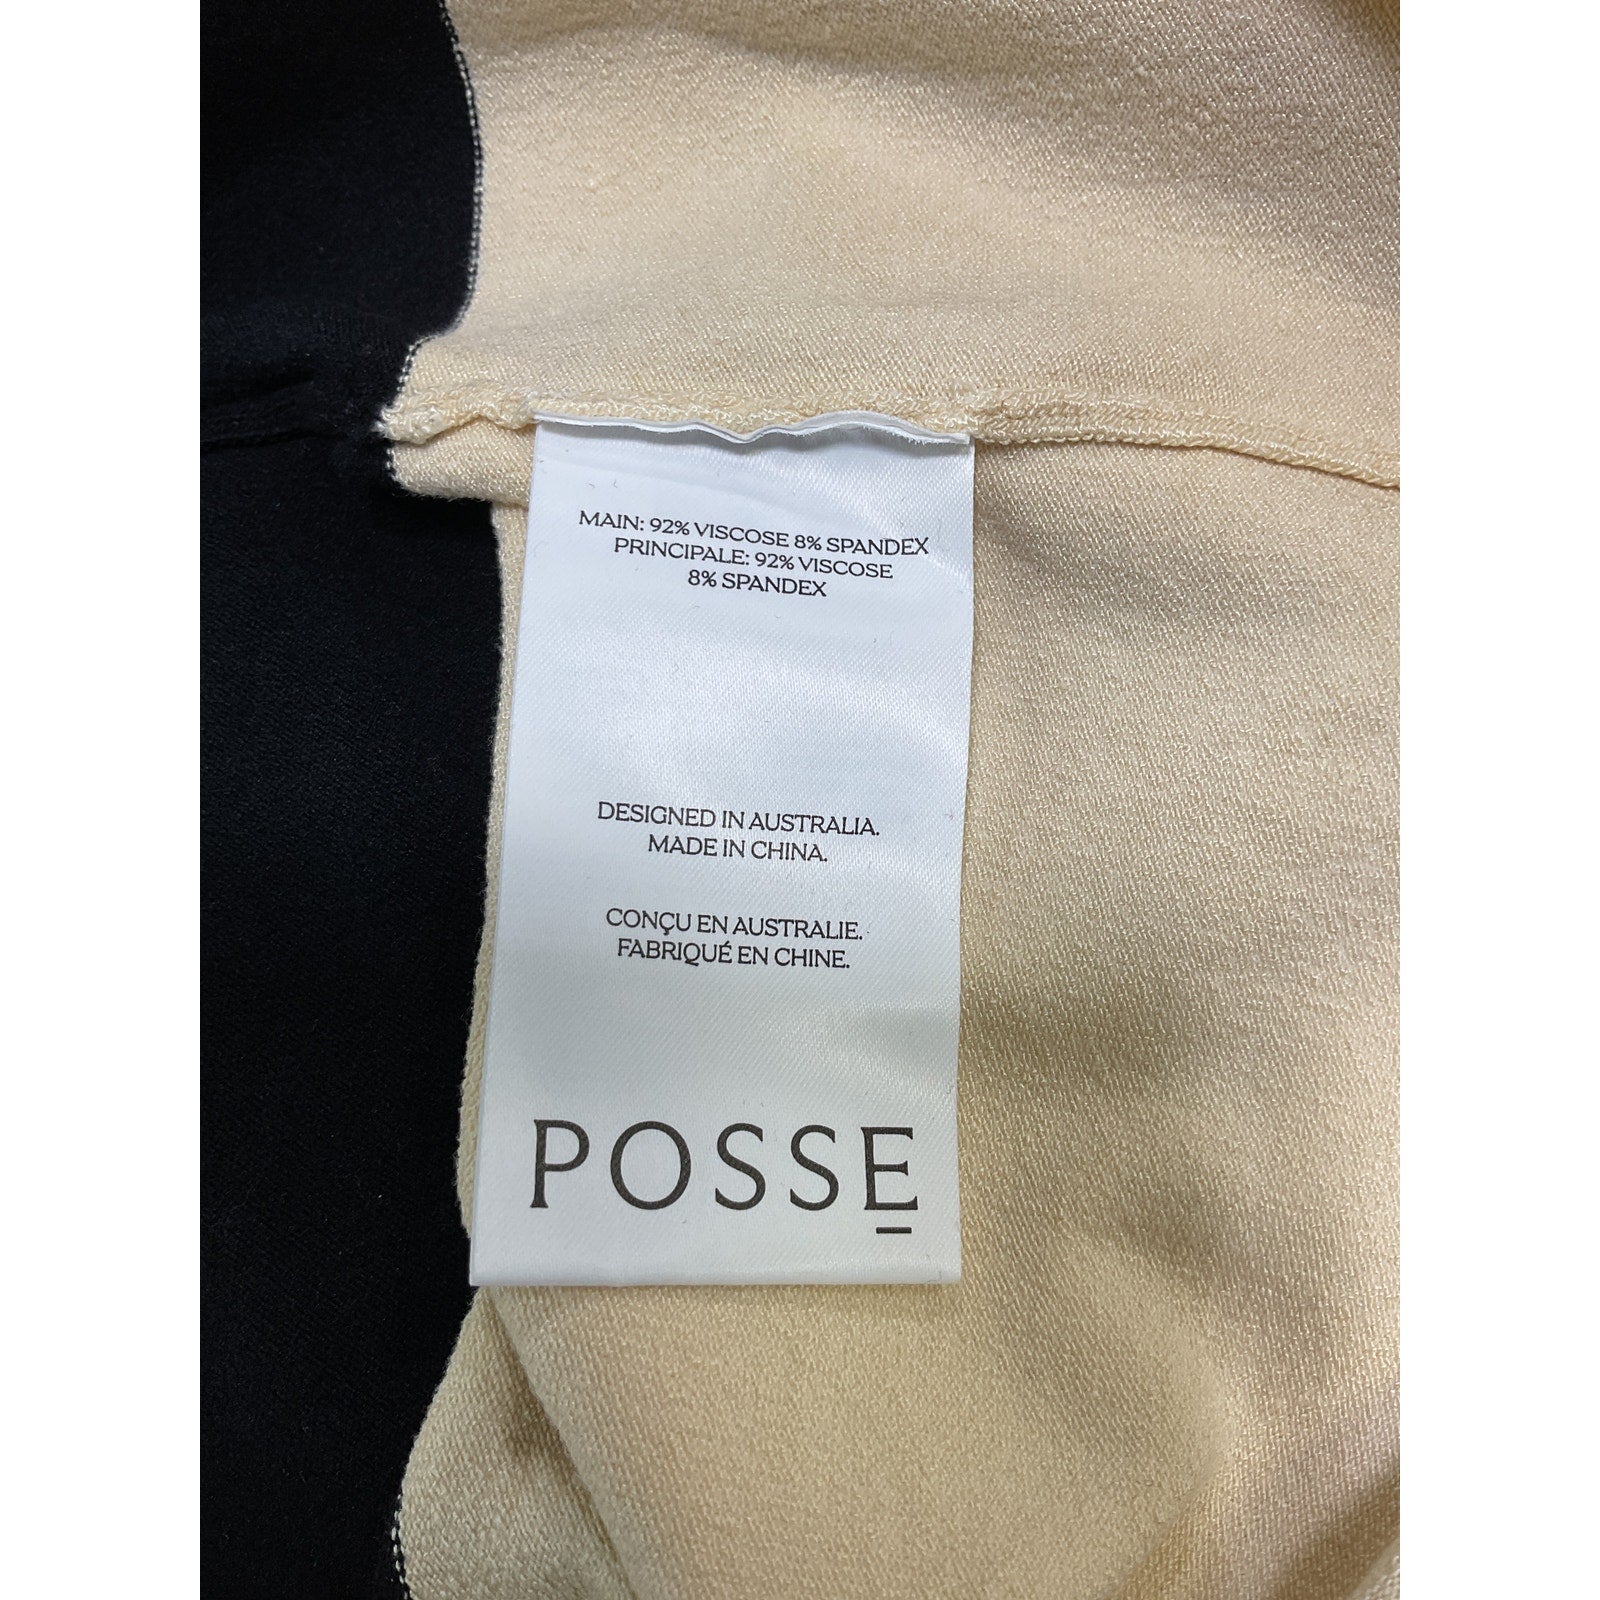 MAIN: 92% VISCOSE 8% SPANDEX
PRINCIPALE: 92% VISCOSE
8% SPANDEX
DESIGNED IN AUSTRALIA.
MADE IN CHINA.
CONÇU EN AUSTRALIE.
FABRIQUÉ EN CHINE.
POSSE